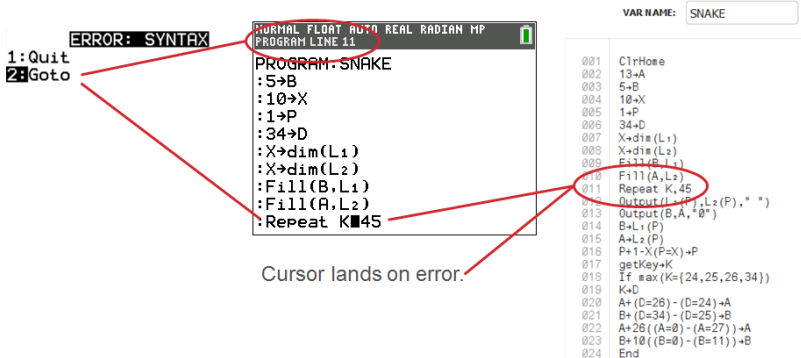 ERROR: SYNTAX
1:Quit
2:Goto
NORMAL FLOAT AUTO REAL RADIAN MP
PROGRAM LINE 11
PROGRAM:SNAKE
:5→B
:10→X
:1→P
:34→D
:X→dim(L₁)
:X→dim(L₂)
:Fill(B,L₁)
:Fill(A,L₂)
:Repeat K 45
Cursor lands on error.
VAR NAME: SNAKE
001 ClrHome
002 13→A
003 5→B
004 10→X
005 1→P
006 34→D
007 X→dim(L₁)
008 X→dim(L₂)
009 Fill(B,L₁)
010 Fill(A,L₂)
011 Repeat K,45
012 Output(L₁(P),L₂(P)," ")
013 Output(B,A,"0")
014 B→L₁(P)
015 A→L₂(P)
016 P+1-X(P=X)→P
017 getKey→K
018 If max(K={24,25,26,34})
019 K→D
020 A+(D=26)-(D=24)→A
021 B+(D=34)-(D=25)→B
022 A+26((A=0)-(A=27))→A
023 B+10((B=0)-(B=11))→B
024 End